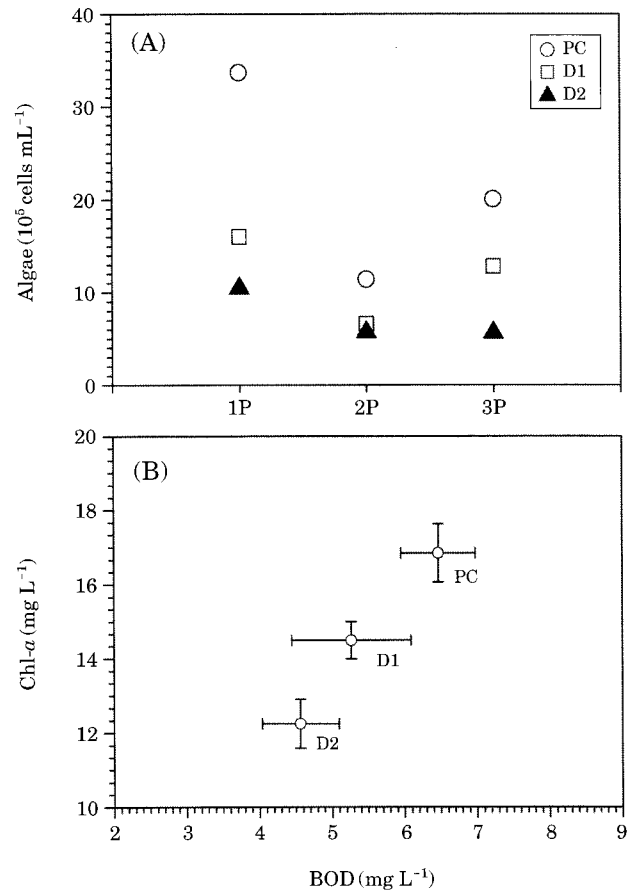 (A)
PC
D1
D2
40
30
20
10
0
Algae (10⁵ cells mL⁻¹)
1P 2P 3P
(B)
20
18
16
14
12
10
Chl-a (mg L⁻¹)
PC
D1
D2
2 3 4 5 6 7 8 9
BOD (mg L⁻¹)